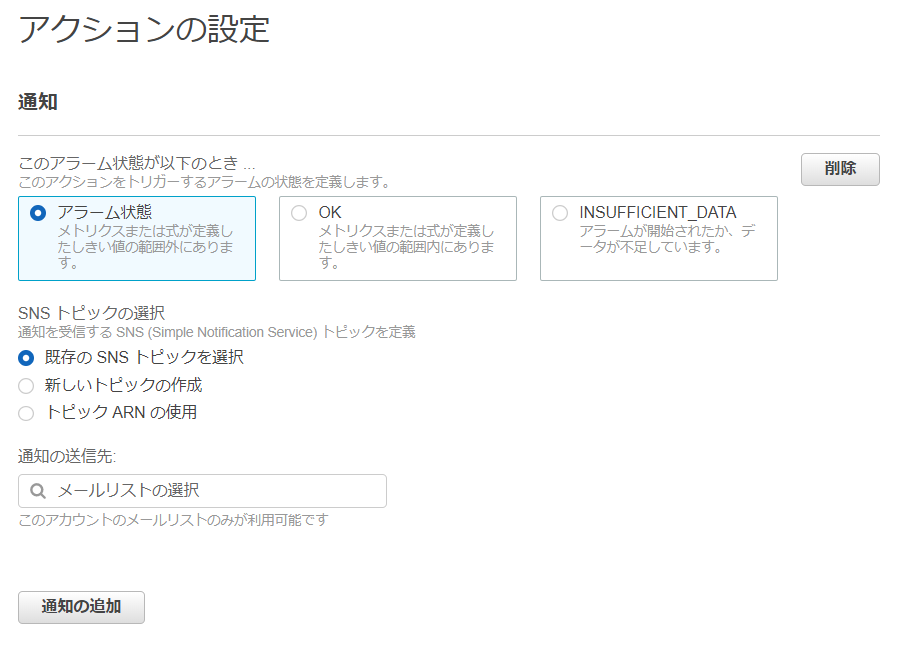 アクションの設定
通知
このアラーム状態が以下のとき ...
このアクションをトリガーするアラームの状態を定義します。
削除
アラーム状態
メトリクスまたは式が定義し
たしきい値の範囲外にありま
す。
OK
メトリクスまたは式が定義し
たしきい値の範囲内にありま
す。
INSUFFICIENT_DATA
アラームが開始されたか、デ
ータが不足しています。
SNS トピックの選択
通知を受信する SNS (Simple Notification Service) トピックを定義
既存の SNS トピックを選択
新しいトピックの作成
トピック ARN の使用
通知の送信先:
メールリストの選択
このアカウントのメールリストのみが利用可能です
通知の追加